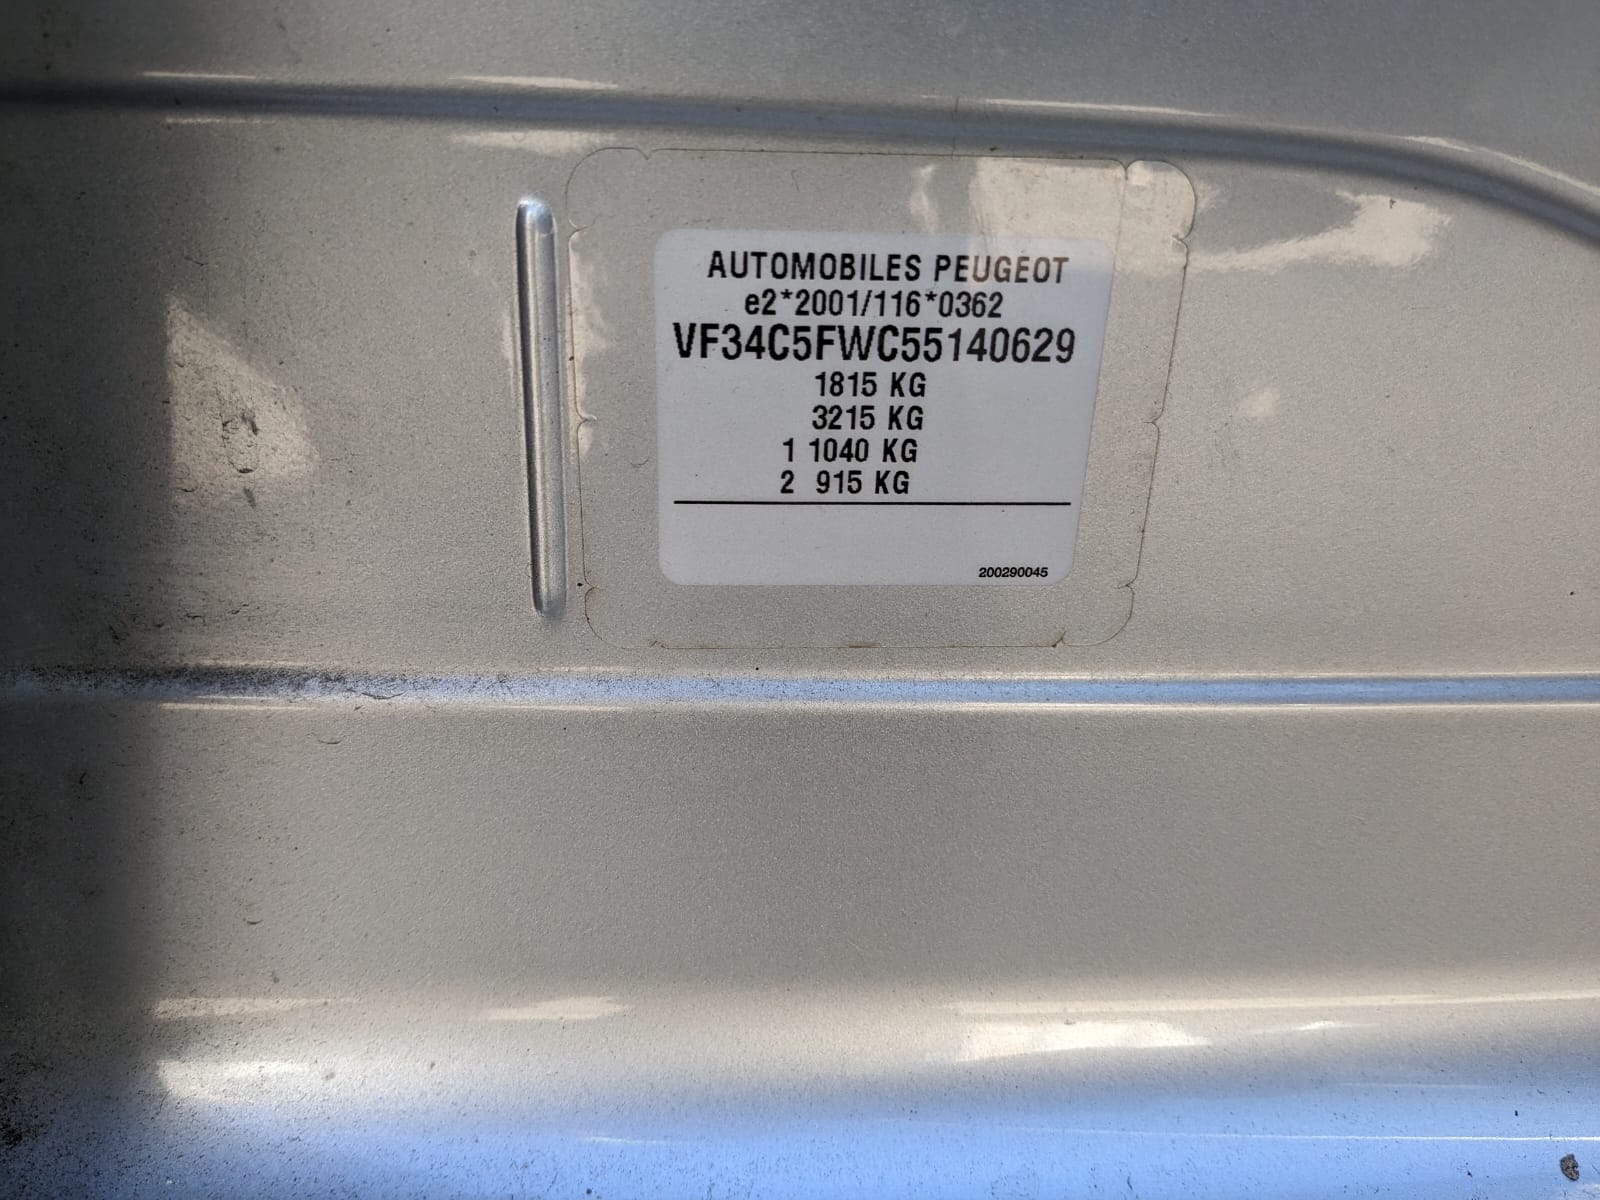 AUTOMOBILES PEUGEOT
e2*2001/116*0362
VF34C5FWC55140629
1815 KG
3215 KG
1 1040 KG
2 915 KG
200290045